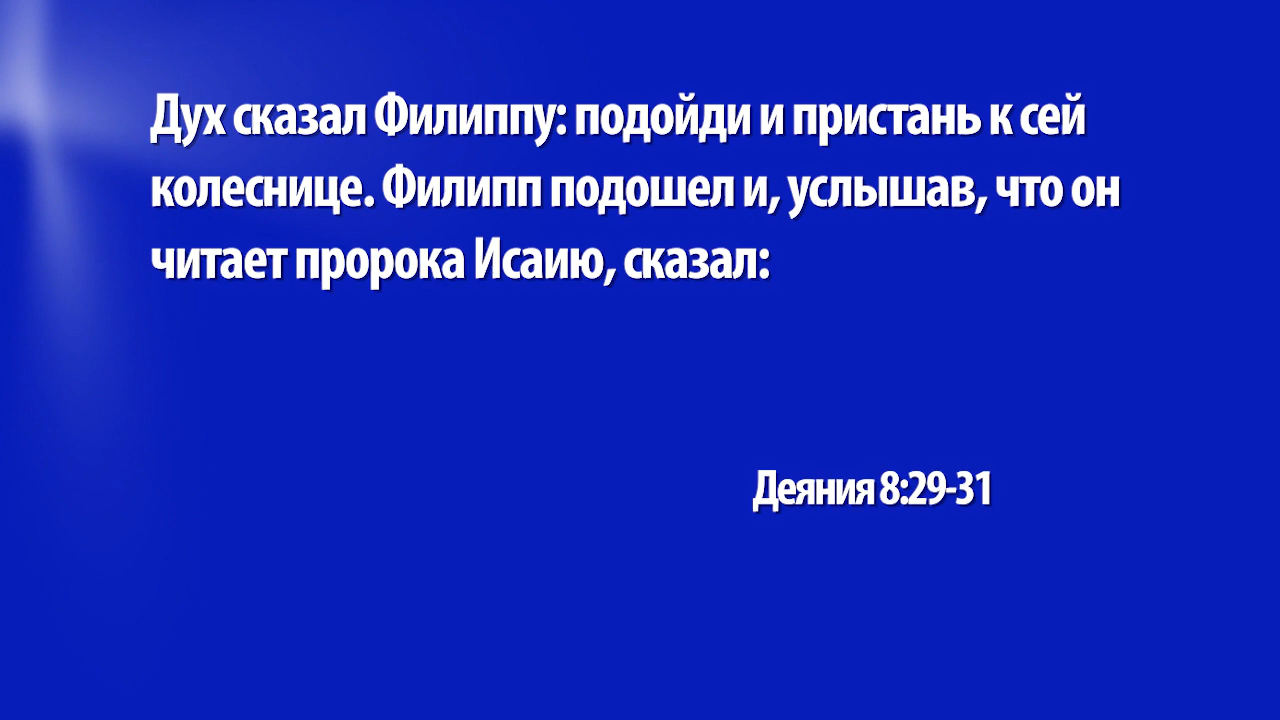 Дух сказал Филиппу: подойди и пристань к сей
колеснице. Филипп подошел и, услышав, что он
читает пророка Исаию, сказал:
Деяния 8:29-31